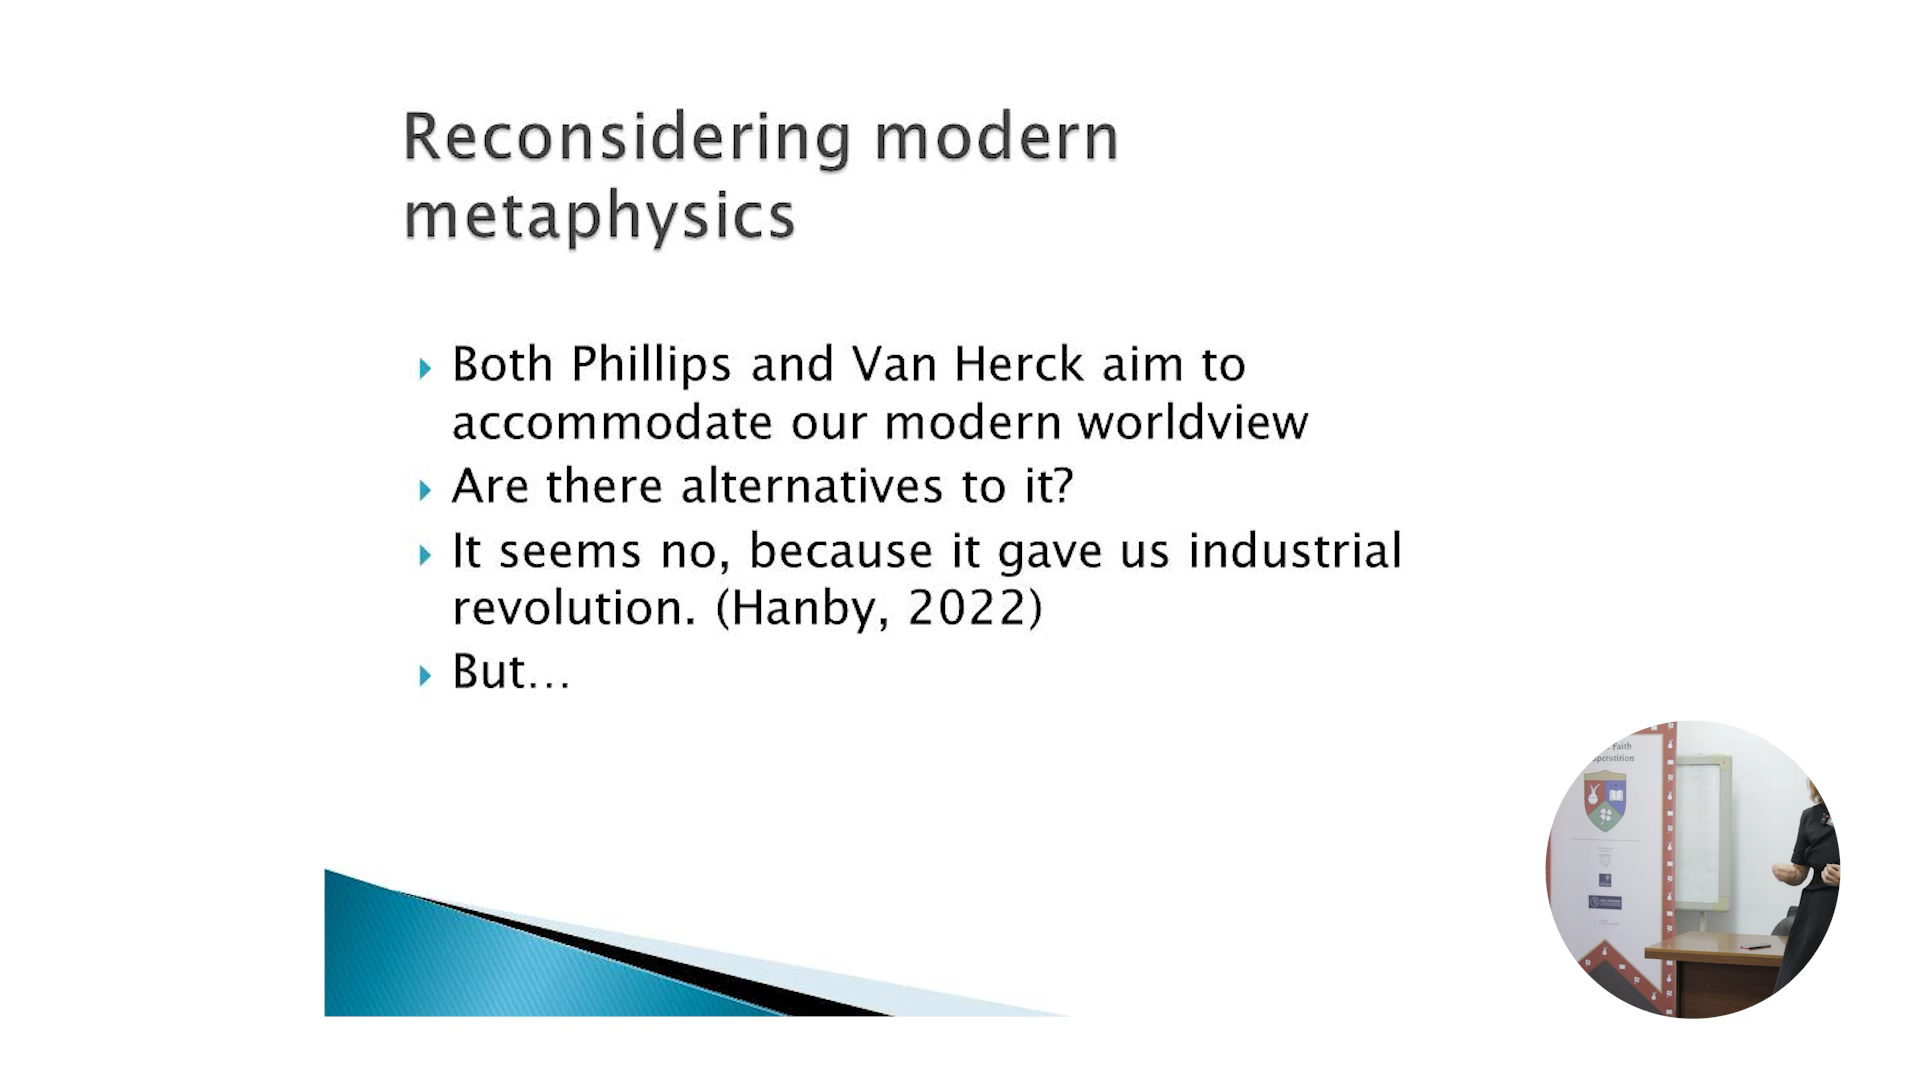 Reconsidering modern
metaphysics
Both Phillips and Van Herck aim to
accommodate our modern worldview
Are there alternatives to it?
It seems no, because it gave us industrial
revolution. (Hanby, 2022)
But…
Faith